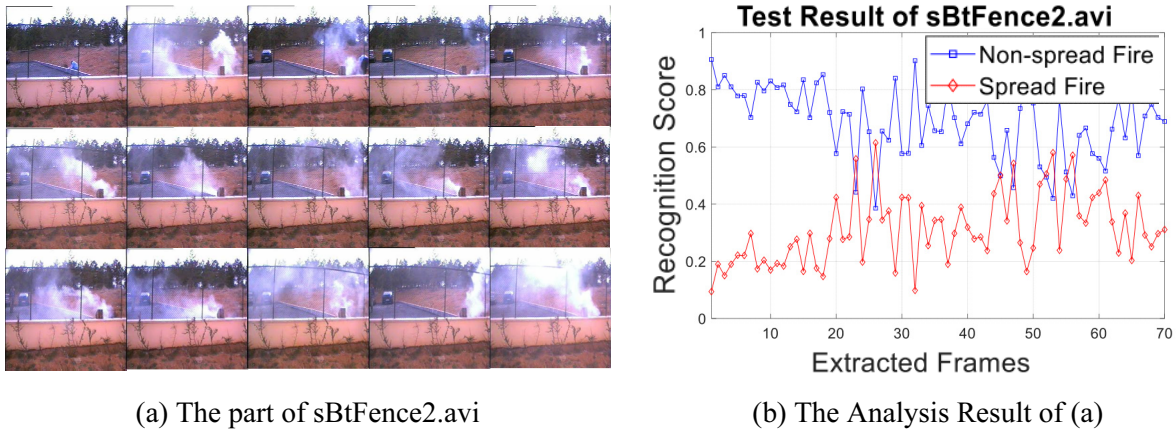 Test Result of sBtFence2.avi
1
0.8
0.6
0.4
0.2
0
Recognition Score
Non-spread Fire
Spread Fire
10 20 30 40 50 60 70
Extracted Frames
(a) The part of sBtFence2.avi
(b) The Analysis Result of (a)